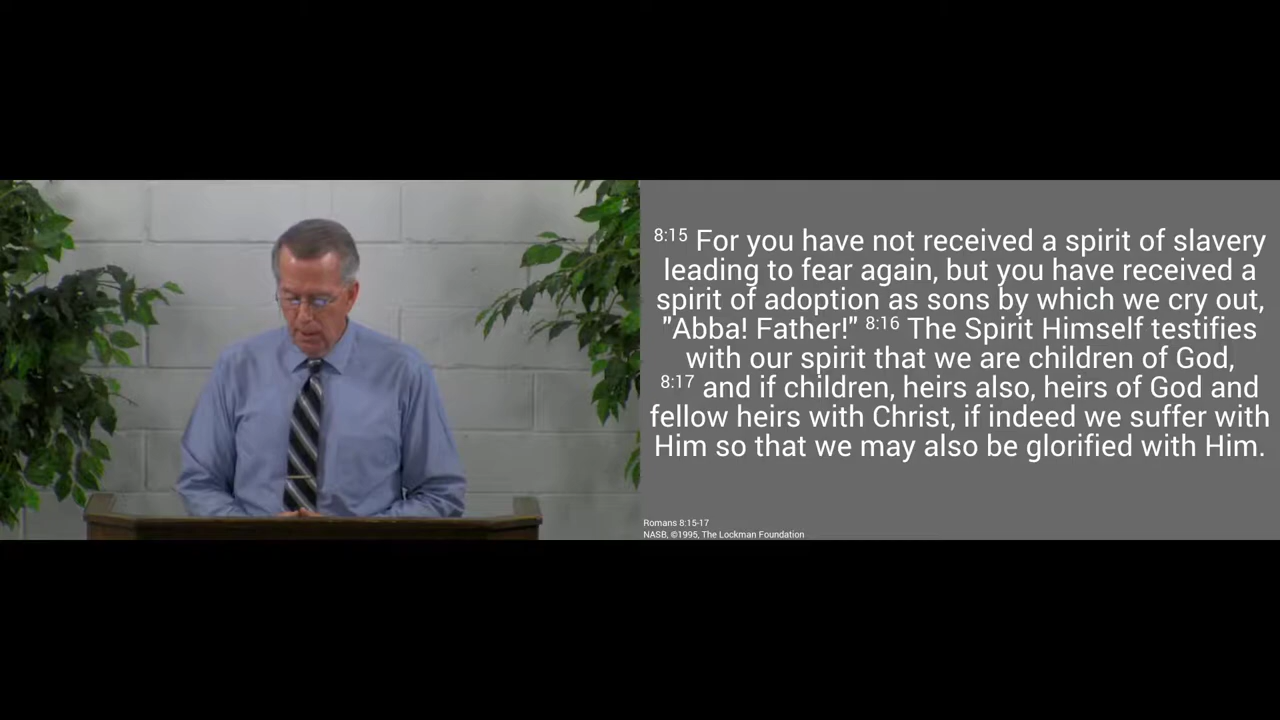 8:15 For you have not received a spirit of slavery
leading to fear again, but you have received a
spirit of adoption as sons by which we cry out,
"Abba! Father!" 8:16 The Spirit Himself testifies
with our spirit that we are children of God,
8:17 and if children, heirs also, heirs of God and
fellow heirs with Christ, if indeed we suffer with
Him so that we may also be glorified with Him.
Romans 8:15-17
NASB, ©1995, The Lockman Foundation